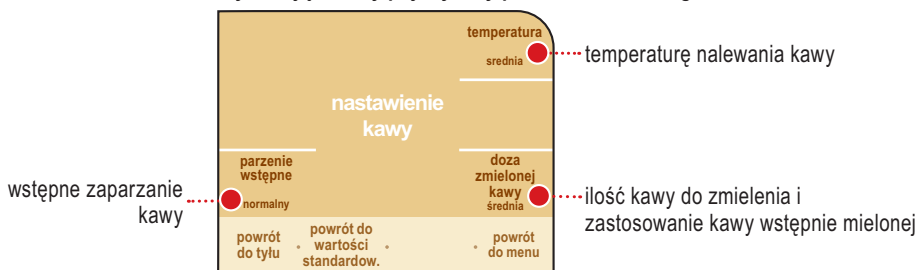 temperatura
srednia
temperaturę nalewania kawy
nastawienie
kawy
parzenie
wstępne
normalny
wstępne zaparzanie
kawy
doza
zmielonej
kawy
średnia
ilość kawy do zmielenia i
zastosowanie kawy wstępnie mielonej
powrót
do tyłu
powrót do
wartości
standardow.
powrót
do menu